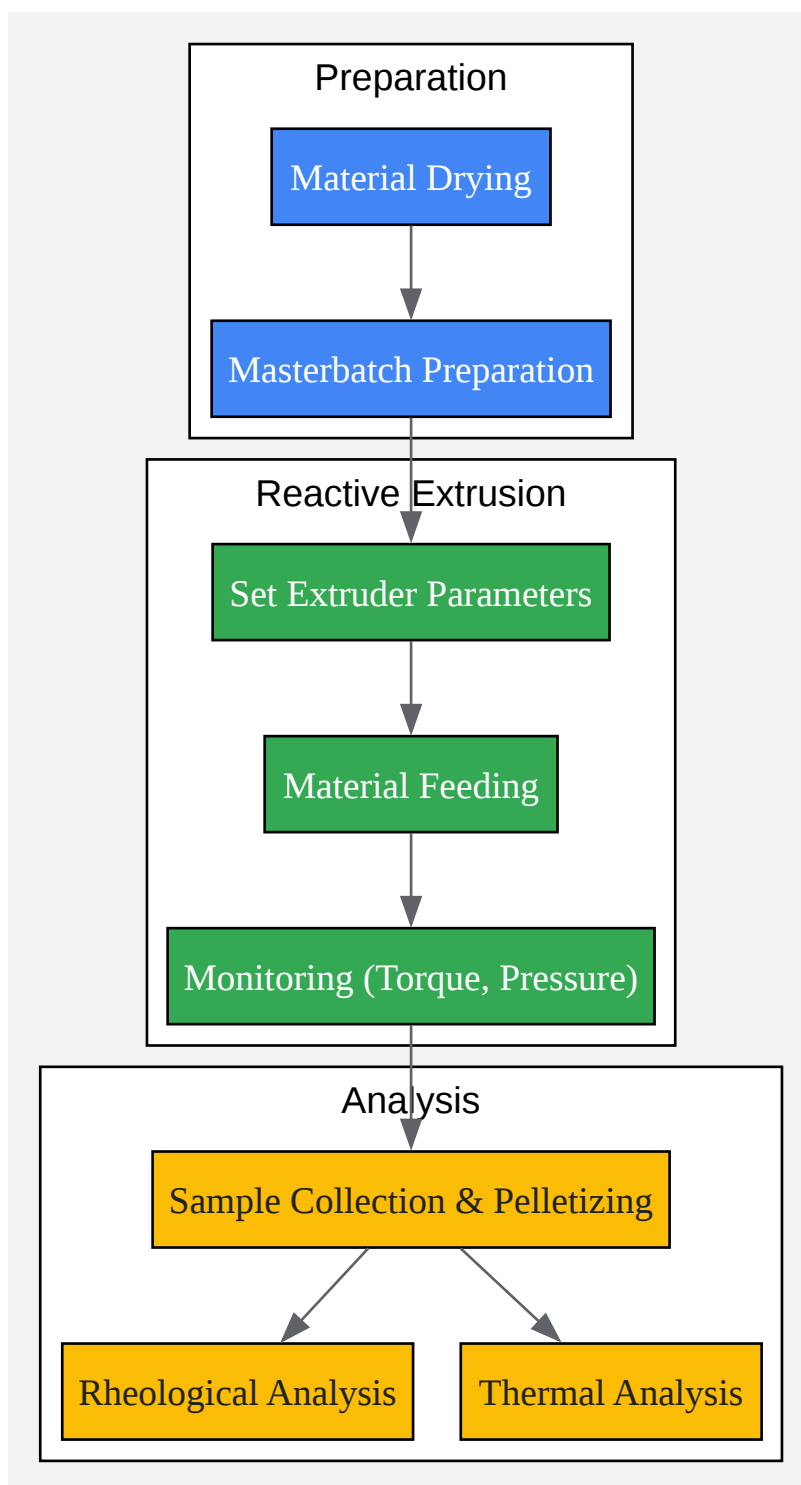 Preparation
Material Drying
Masterbatch Preparation
Reactive Extrusion
Set Extruder Parameters
Material Feeding
Monitoring (Torque, Pressure)
Analysis
Sample Collection & Pelletizing
Rheological Analysis
Thermal Analysis